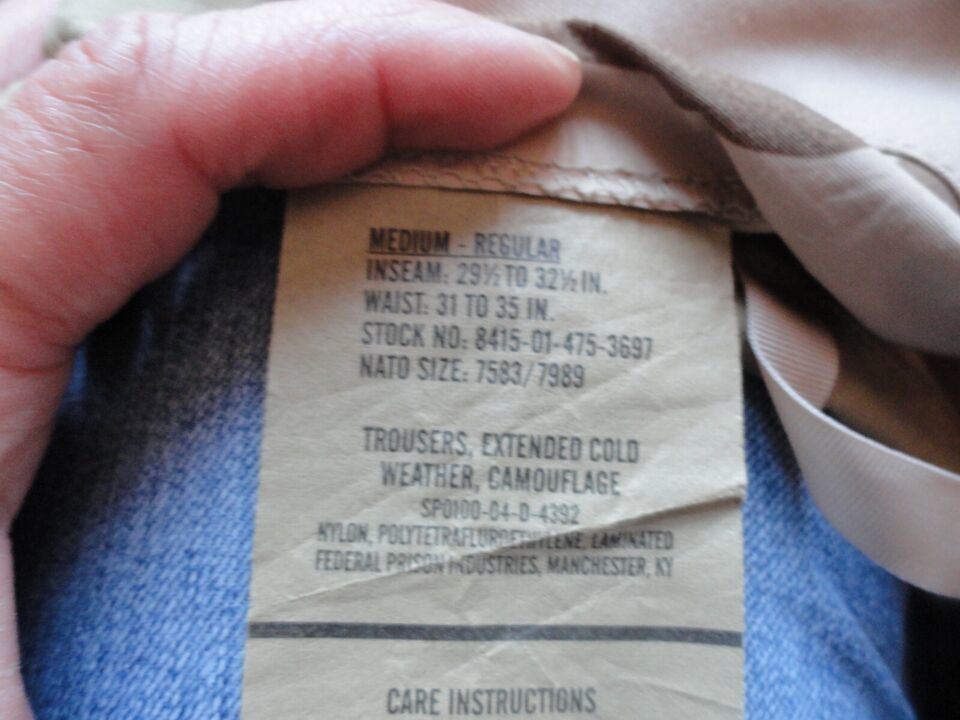 MEDIUM - REGULAR
INSEAM: 29½ TO 32½ IN.
WAIST: 31 TO 35 IN.
STOCK NO: 8415-01-475-3697
NATO SIZE: 7583/7989
TROUSERS, EXTENDED COLD
WEATHER, CAMOUFLAGE
SPO100-04-D-4392
NYLON, POLYTETRAFLUROETHYLENE, LAMINATED
FEDERAL PRISON INDUSTRIES, MANCHESTER, KY
CARE INSTRUCTIONS